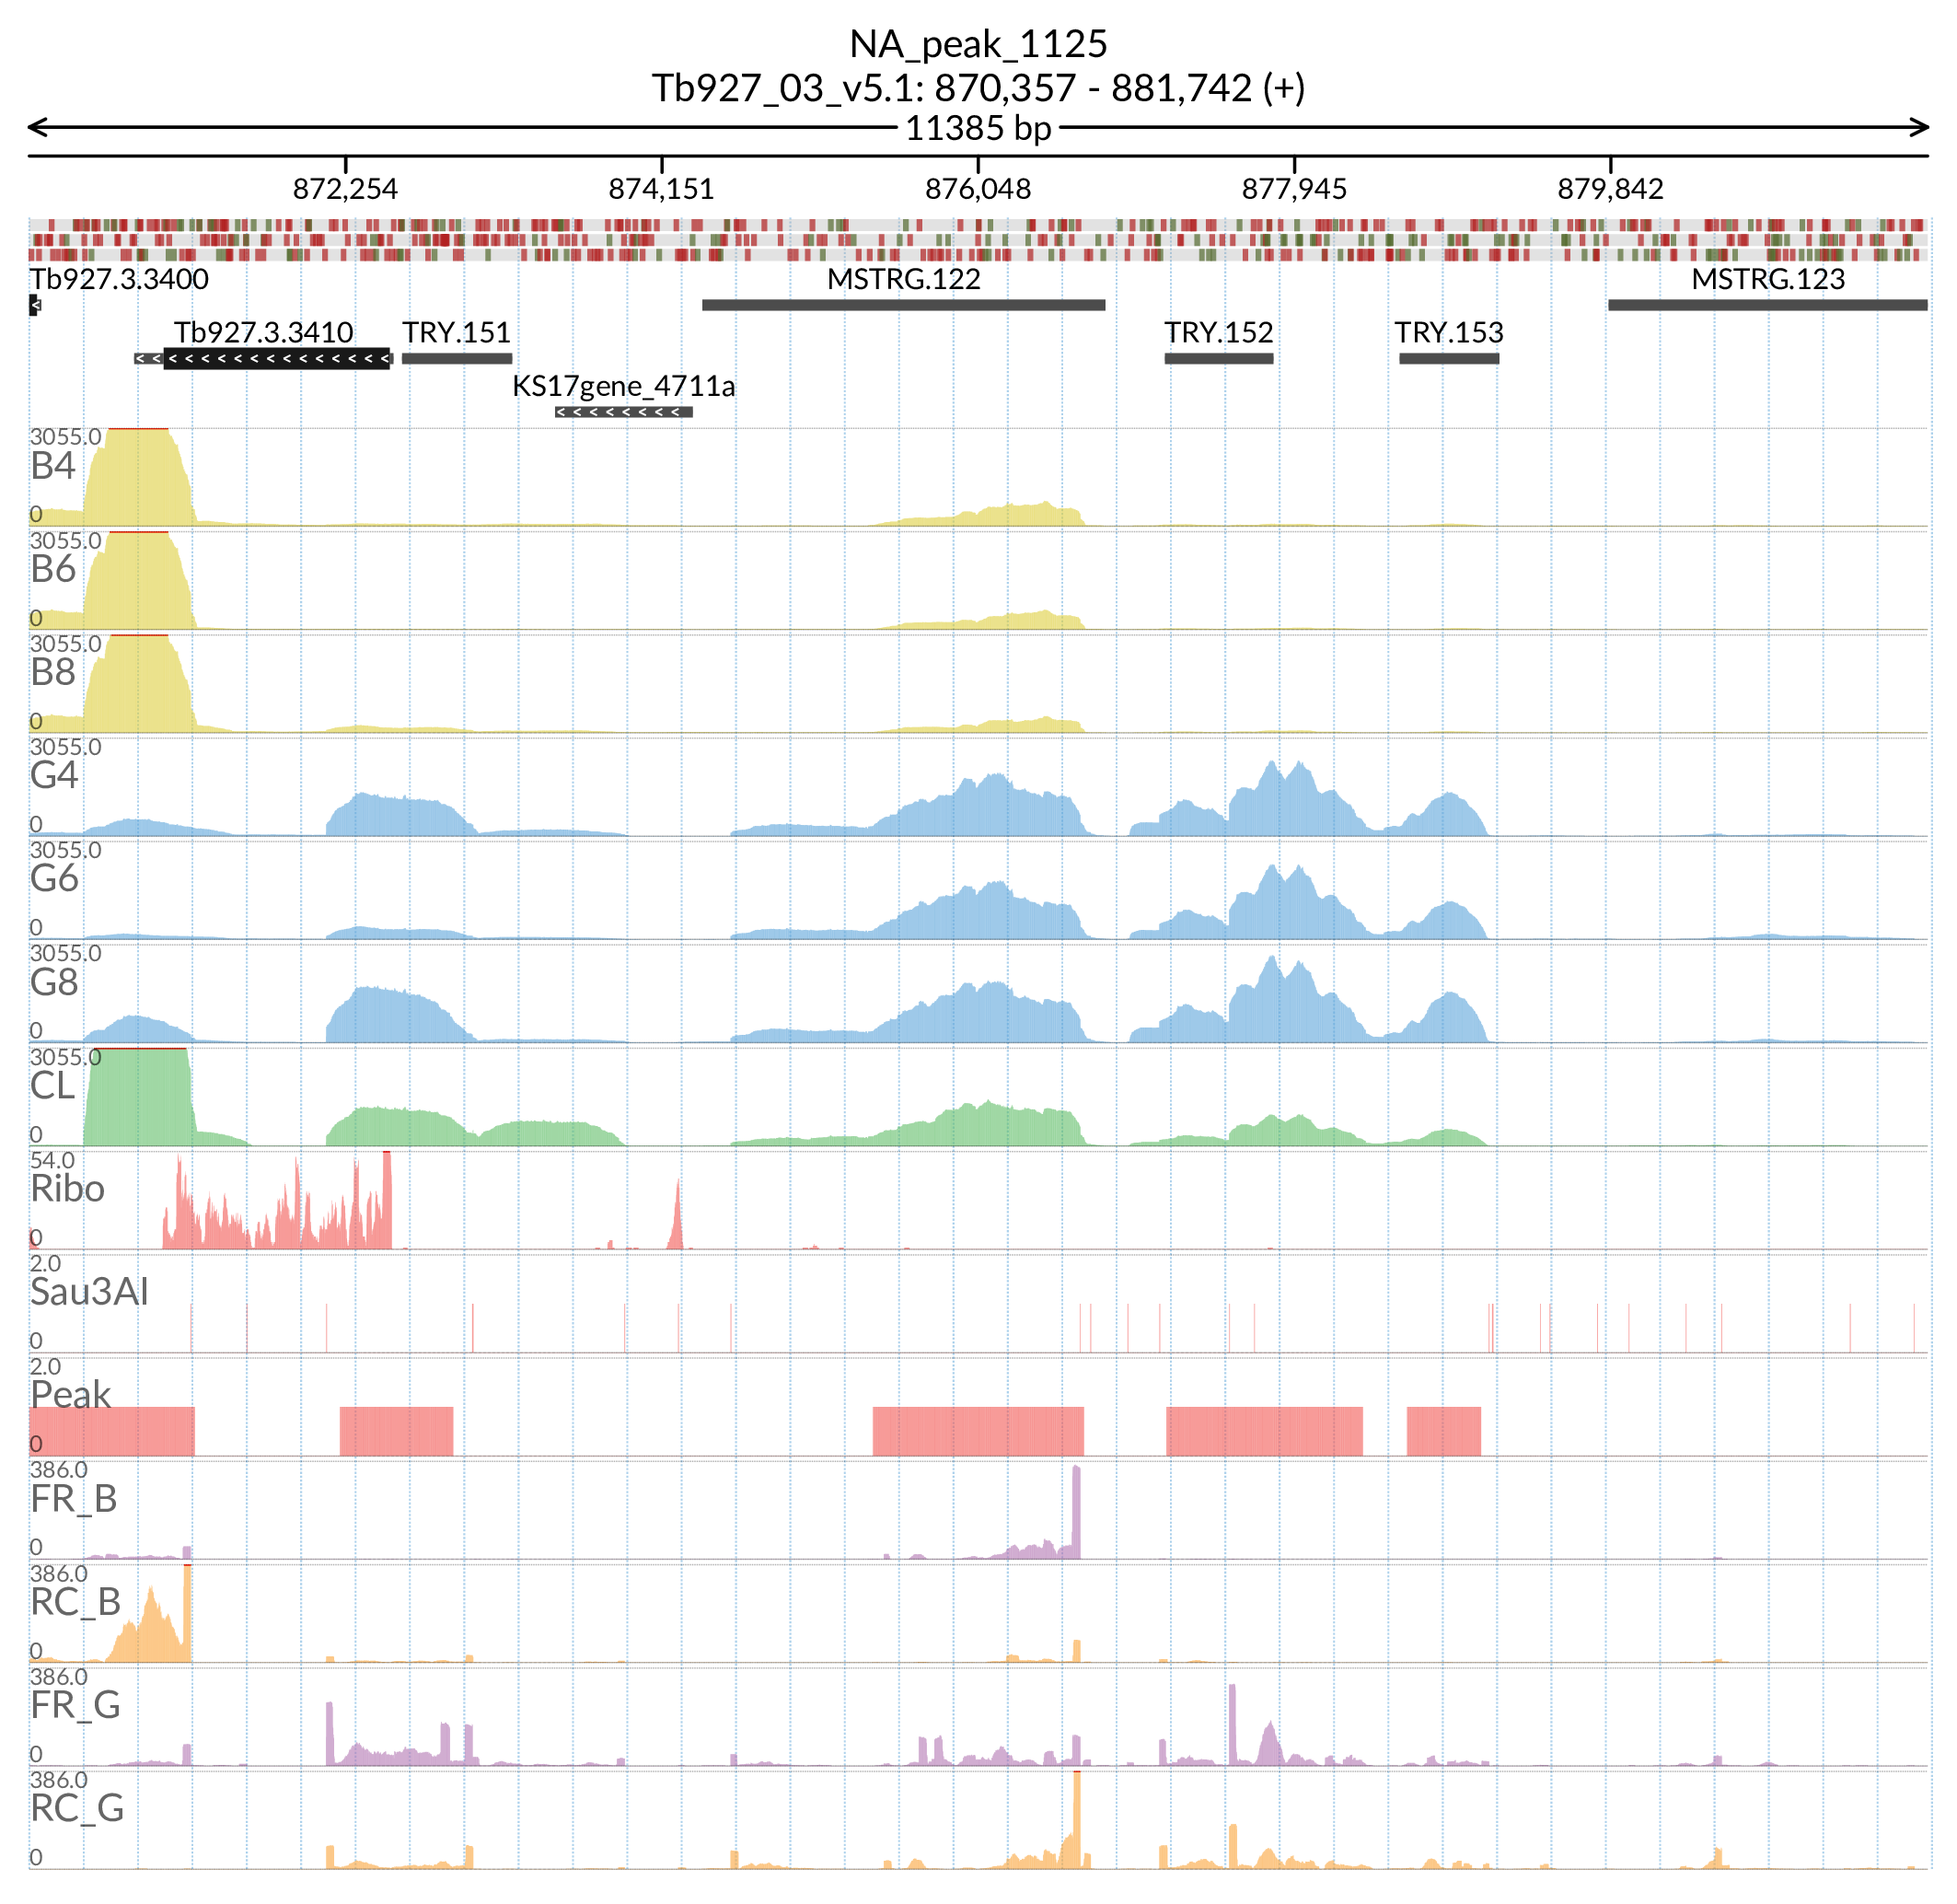 NA_peak_1125
Tb927_03_v5.1: 870,357 - 881,742 (+)
11385 bp
872,254 874,151 876,048 877,945 879,842
Tb927.3.3400 MSTRG.122 MSTRG.123
Tb927.3.3410 TRY.151 TRY.152 TRY.153
KS17gene_4711a
3055.0
B4
0
3055.0
B6
0
3055.0
B8
0
3055.0
G4
0
3055.0
G6
0
3055.0
G8
0
3055.0
CL
0
54.0
Ribo
0
2.0
Sau3AI
0
2.0
Peak
0
386.0
FR_B
0
386.0
RC_B
0
386.0
FR_G
0
386.0
RC_G
0